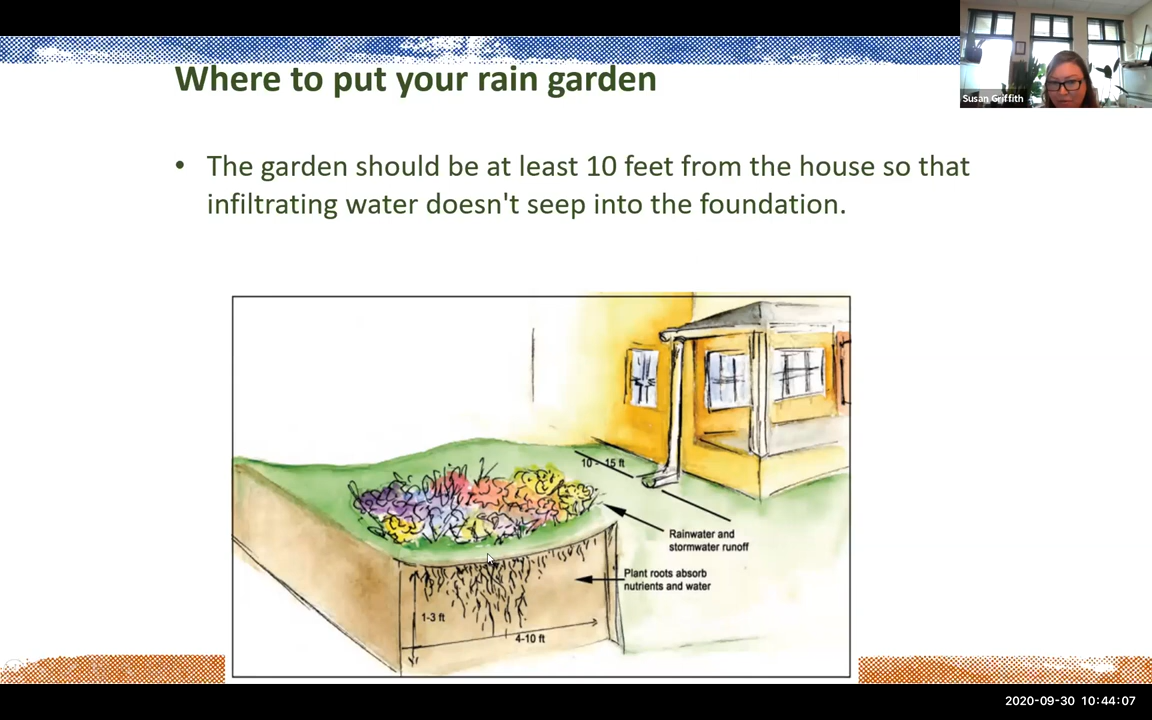 Where to put your rain garden
Susan Griffith
• The garden should be at least 10 feet from the house so that
infiltrating water doesn't seep into the foundation.
10 - 15 ft
Rainwater and
stormwater runoff
Plant roots absorb
nutrients and water
1-3 ft
4-10 ft
2020-09-30 10:44:07